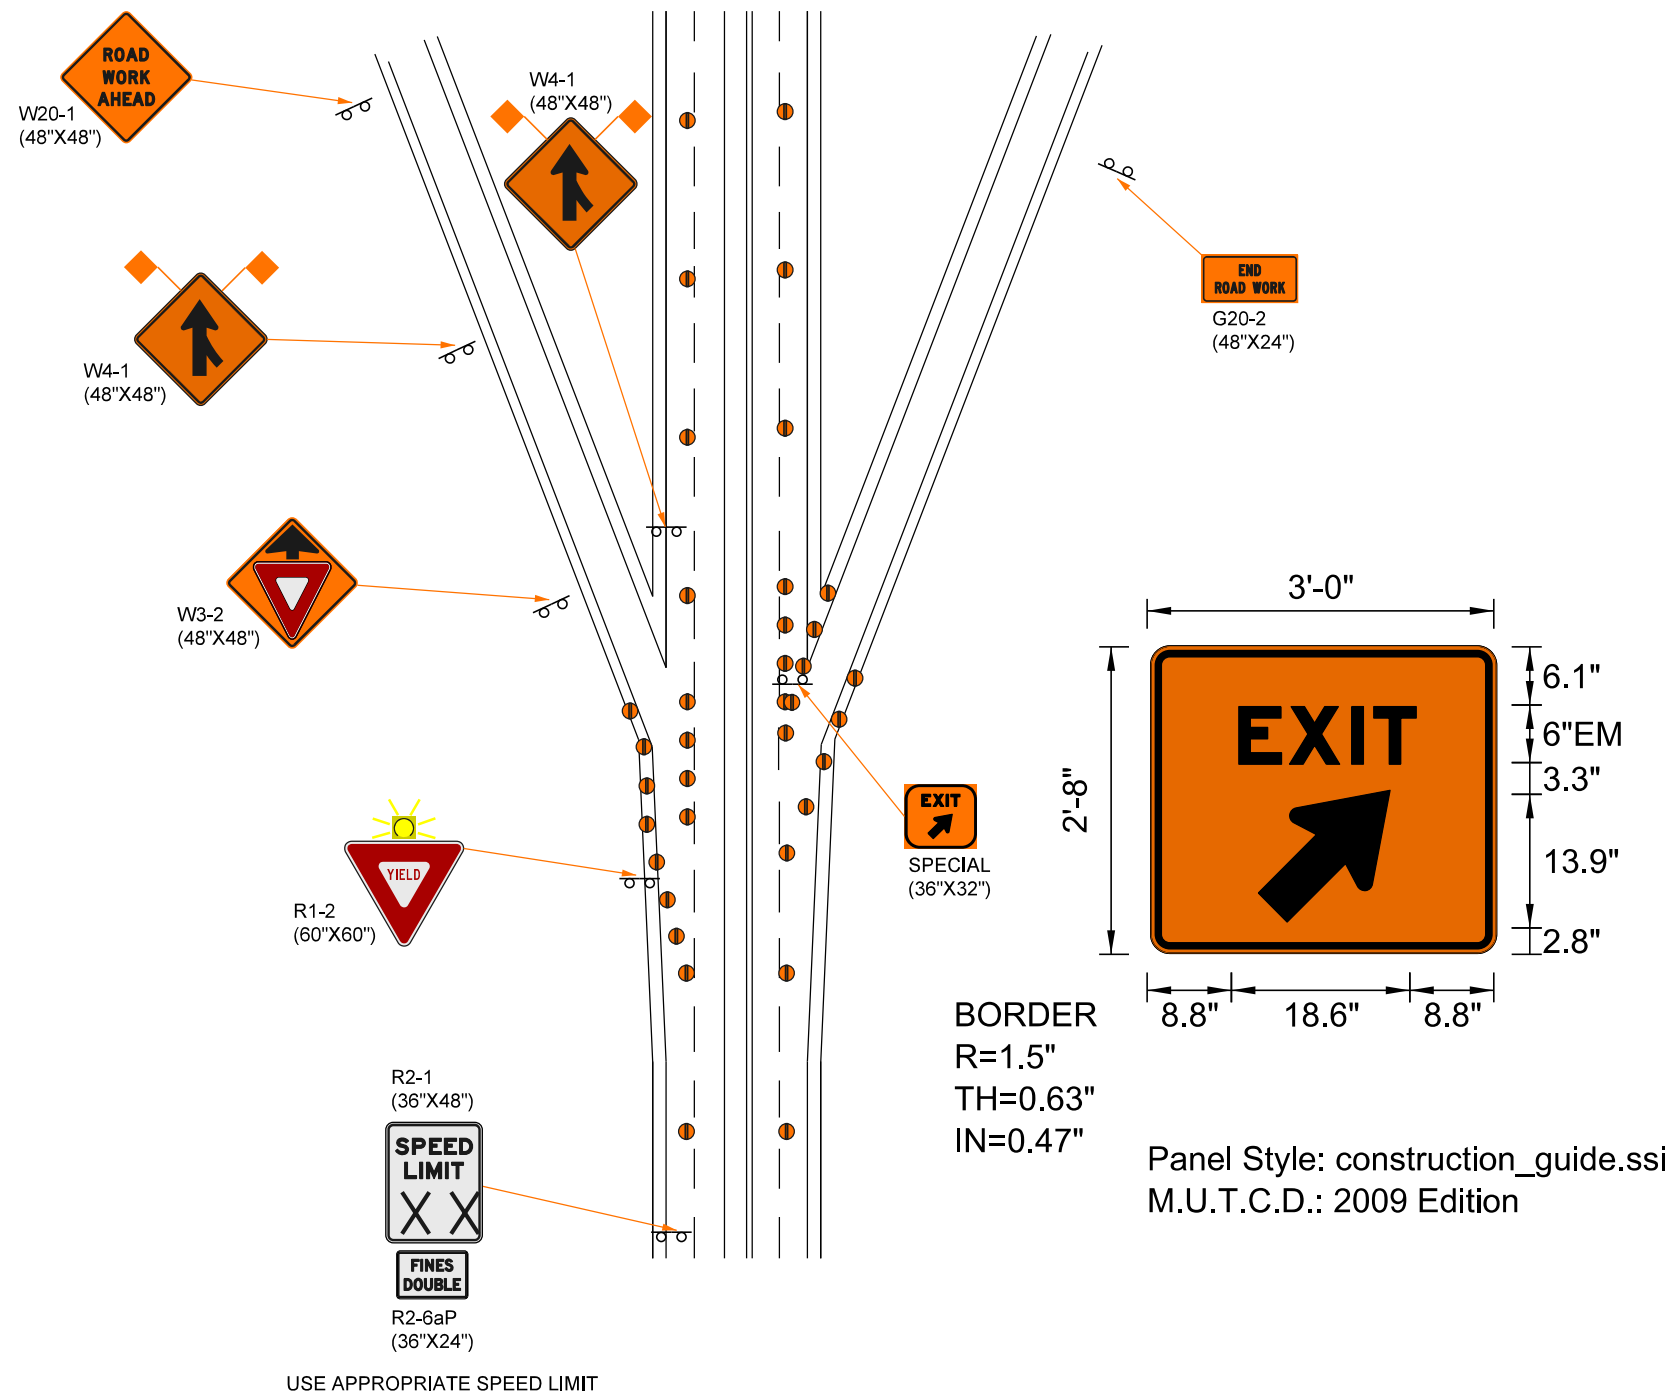 ROAD
WORK
AHEAD
W20-1
(48"X48")
W4-1
(48"X48")
W4-1
(48"X48")
END
ROAD WORK
G20-2
(48"X24")
W3-2
(48"X48")
YIELD
R1-2
(60"X60")
EXIT
SPECIAL
(36"X32")
3'-0"
2'-8"
EXIT
6.1"
6"EM
3.3"
13.9"
2.8"
8.8" 18.6" 8.8"
BORDER
R=1.5"
TH=0.63"
IN=0.47"
Panel Style: construction_guide.ssi
M.U.T.C.D.: 2009 Edition
R2-1
(36"X48")
SPEED
LIMIT
X X
FINES
DOUBLE
R2-6aP
(36"X24")
USE APPROPRIATE SPEED LIMIT